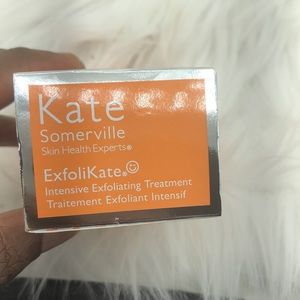 Kate
Somerville
Skin Health Experts®
ExfoliKate®☺
Intensive Exfoliating Treatment
Traitement Exfoliant Intensif